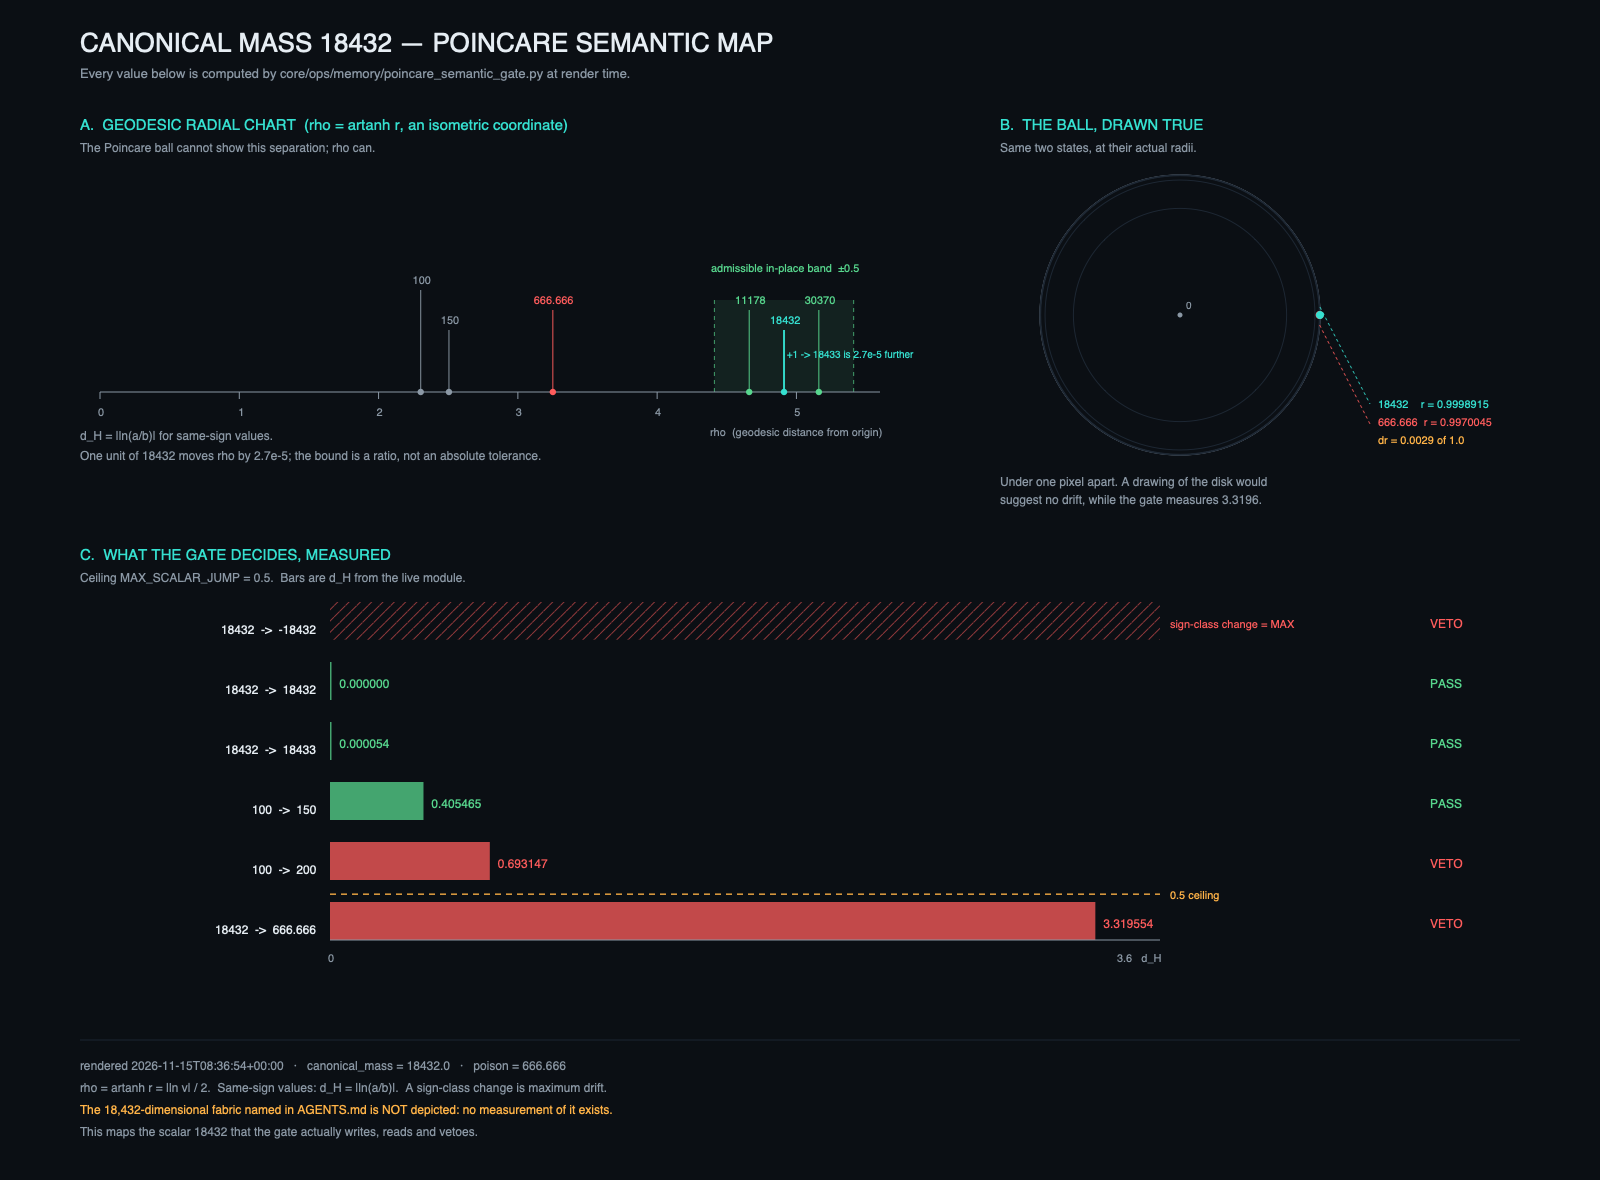 CANONICAL MASS 18432 — POINCARE SEMANTIC MAP
Every value below is computed by core/ops/memory/poincare_semantic_gate.py at render time.
A.  GEODESIC RADIAL CHART  (rho = artanh r, an isometric coordinate)
The Poincare ball cannot show this separation; rho can.
admissible in-place band  ±0.5
100
150
666.666
11178
30370
18432
+1 -> 18433 is 2.7e-5 further
0
1
2
3
4
5
rho  (geodesic distance from origin)
d_H = |ln(a/b)| for same-sign values.
One unit of 18432 moves rho by 2.7e-5; the bound is a ratio, not an absolute tolerance.
B.  THE BALL, DRAWN TRUE
Same two states, at their actual radii.
0
18432    r = 0.9998915
666.666  r = 0.9970045
dr = 0.0029 of 1.0
Under one pixel apart. A drawing of the disk would
suggest no drift, while the gate measures 3.3196.
C.  WHAT THE GATE DECIDES, MEASURED
Ceiling MAX_SCALAR_JUMP = 0.5.  Bars are d_H from the live module.
18432  ->  -18432
sign-class change = MAX
VETO
18432  ->  18432
0.000000
PASS
18432  ->  18433
0.000054
PASS
100  ->  150
0.405465
PASS
100  ->  200
0.693147
VETO
0.5 ceiling
18432  ->  666.666
3.319554
VETO
0
3.6   d_H
rendered 2026-11-15T08:36:54+00:00   ·   canonical_mass = 18432.0   ·   poison = 666.666
rho = artanh r = |ln v| / 2.  Same-sign values: d_H = |ln(a/b)|.  A sign-class change is maximum drift.
The 18,432-dimensional fabric named in AGENTS.md is NOT depicted: no measurement of it exists.
This maps the scalar 18432 that the gate actually writes, reads and vetoes.